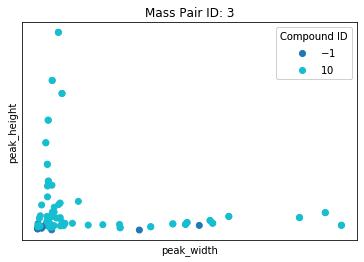 Mass Pair ID: 3
Compound ID
−1
10
peak_height
peak_width